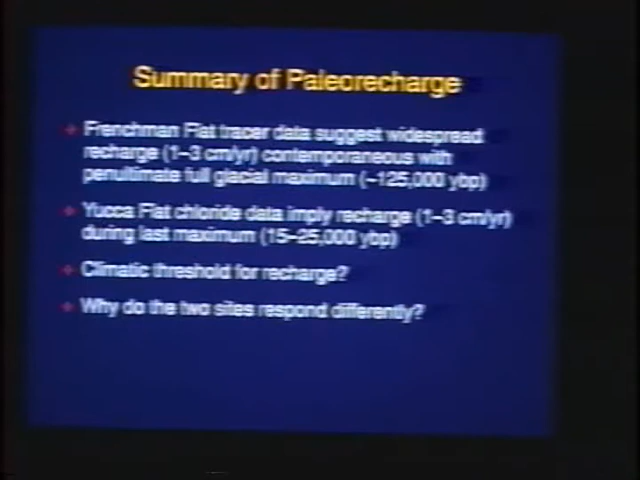 Summary of Paleorecharge
Frenchman Flat tracer data suggest widespread
recharge (1–3 cm/yr) contemporaneous with
penultimate full glacial maximum (~125,000 ybp)
Yucca Flat chloride data imply recharge (1–3 cm/yr)
during last maximum (15–25,000 ybp)
Climatic threshold for recharge?
Why do the two sites respond differently?